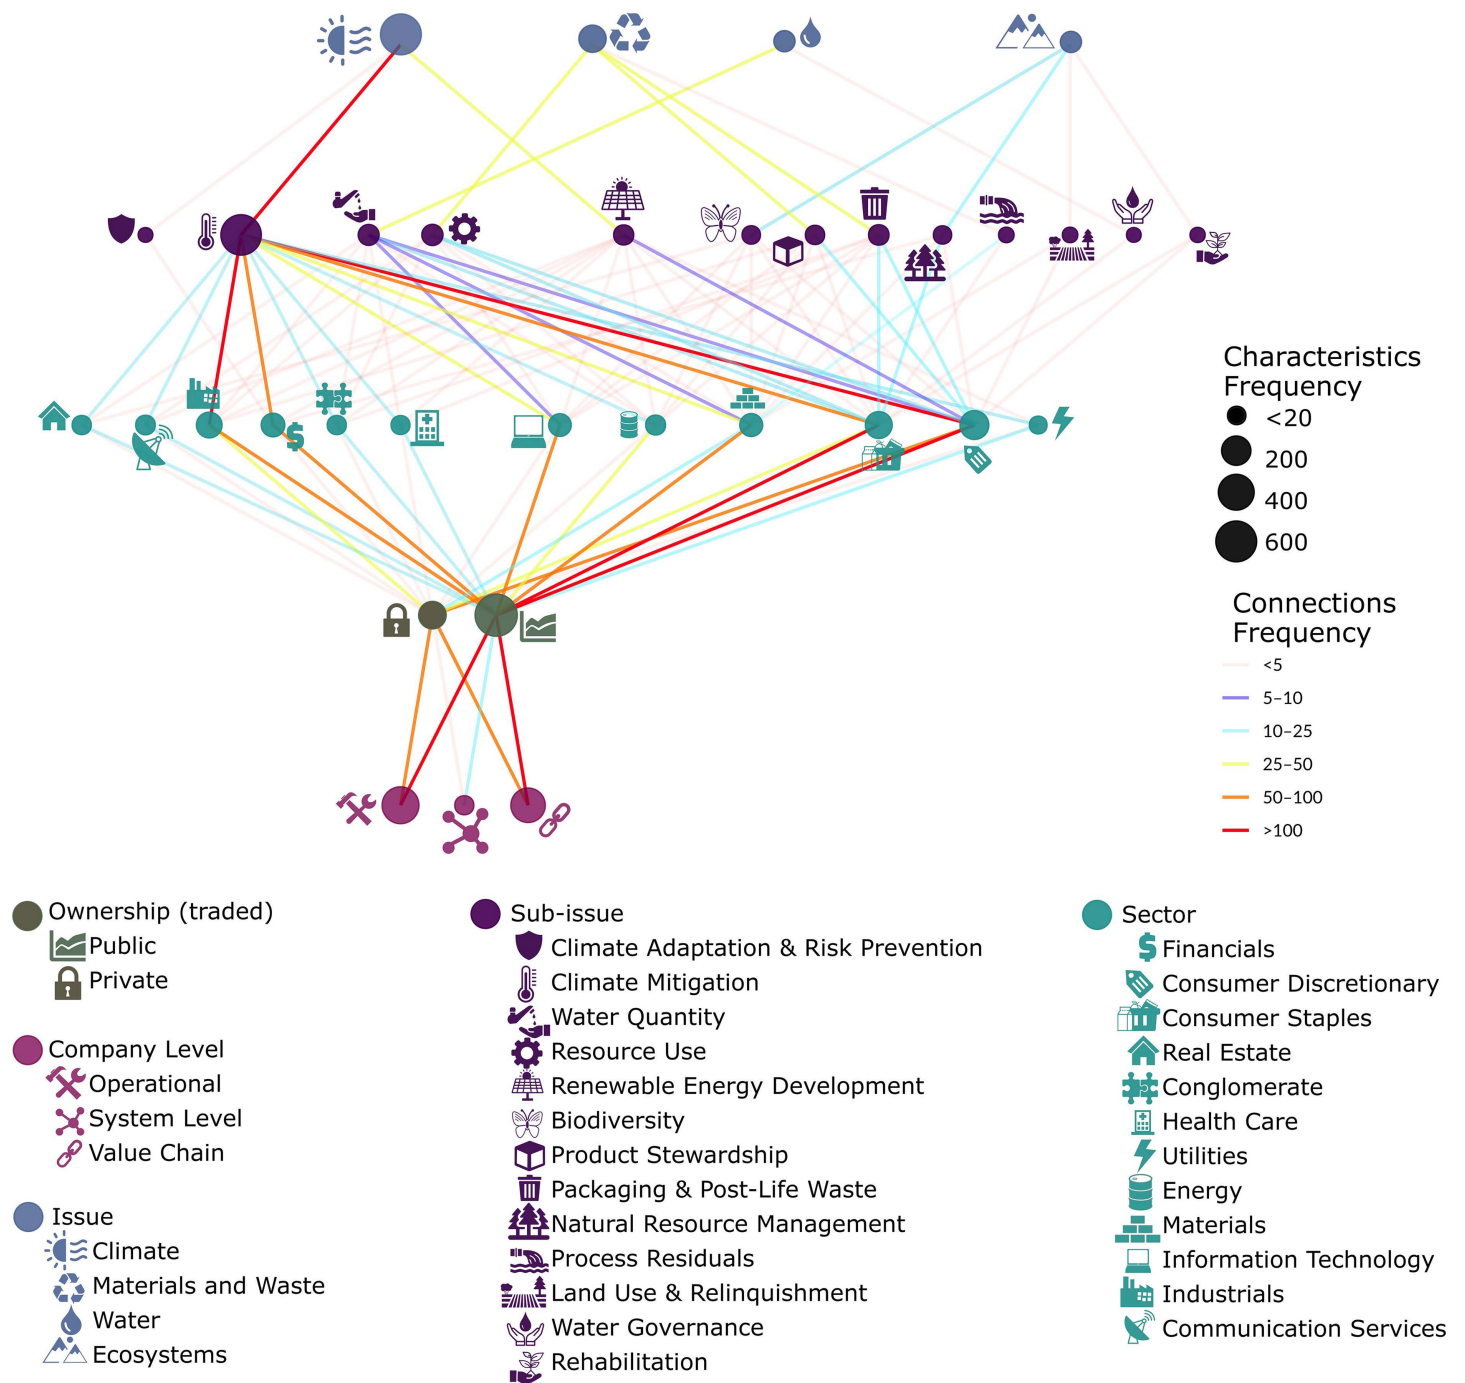 Characteristics
Frequency
<20
200
400
600
Connections
Frequency
<5
5–10
10–25
25–50
50–100
>100
Ownership (traded)
Public
Private
Company Level
Operational
System Level
Value Chain
Issue
Climate
Materials and Waste
Water
Ecosystems
Sub-issue
Climate Adaptation & Risk Prevention
Climate Mitigation
Water Quantity
Resource Use
Renewable Energy Development
Biodiversity
Product Stewardship
Packaging & Post-Life Waste
Natural Resource Management
Process Residuals
Land Use & Relinquishment
Water Governance
Rehabilitation
Sector
Financials
Consumer Discretionary
Consumer Staples
Real Estate
Conglomerate
Health Care
Utilities
Energy
Materials
Information Technology
Industrials
Communication Services